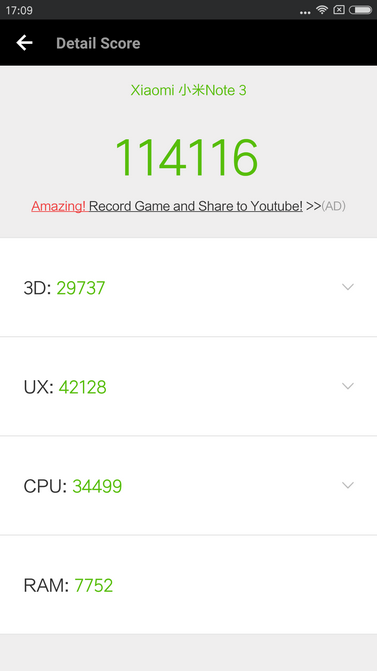 17:09
Detail Score
Xiaomi 小米Note 3
114116
Amazing! Record Game and Share to Youtube! >>(AD)
3D: 29737
UX: 42128
CPU: 34499
RAM: 7752